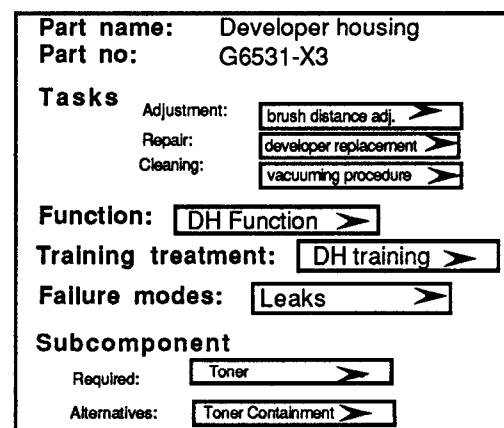 Part name: Developer housing
Part no: G6531-X3
Tasks
Adjustment: brush distance adj.
Repair: developer replacement
Cleaning: vacuuming procedure
Function: DH Function
Training treatment: DH training
Failure modes: Leaks
Subcomponent
Required: Toner
Alternatives: Toner Containment